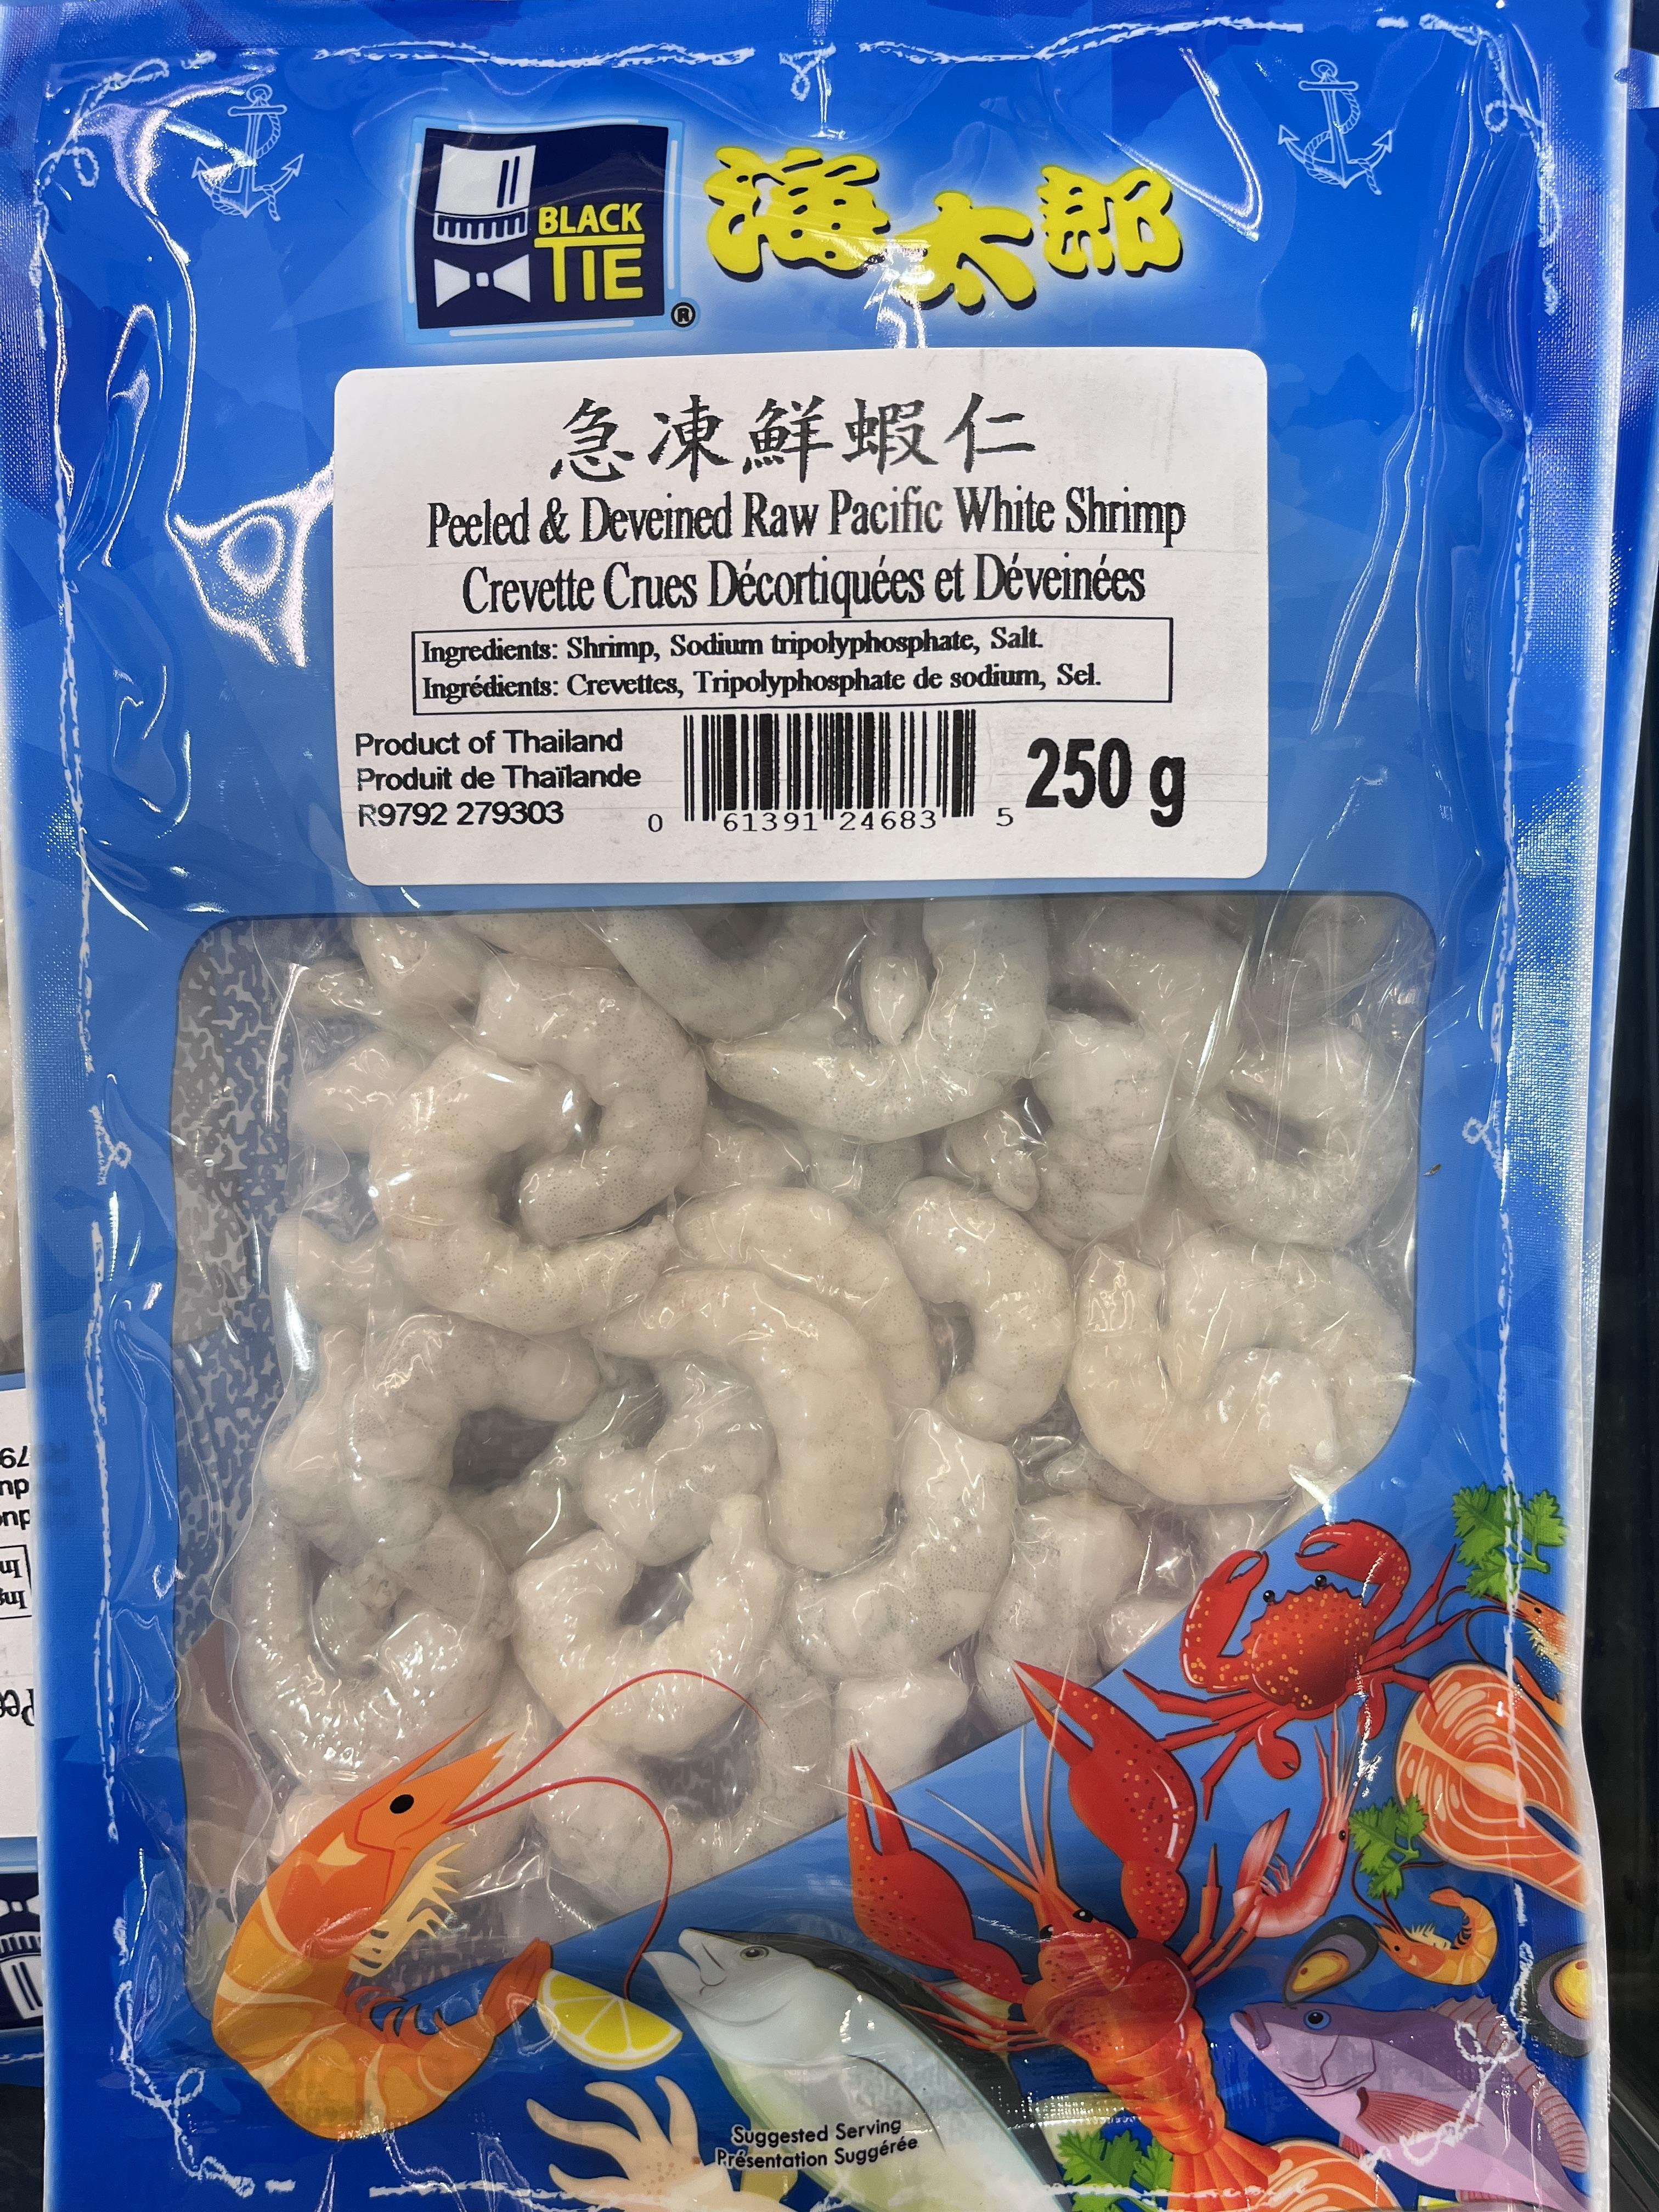 BLACK
TIE
®
漁太郎
急凍鮮蝦仁
Peeled & Deveined Raw Pacific White Shrimp
Crevette Crues Décortiquées et Déveinées
Ingredients: Shrimp, Sodium tripolyphosphate, Salt.
Ingrédients: Crevettes, Tripolyphosphate de sodium, Sel.
Product of Thailand
Produit de Thaïlande
R9792 279303
0 61391 24683 5
250 g
Suggested Serving
Présentation Suggérée